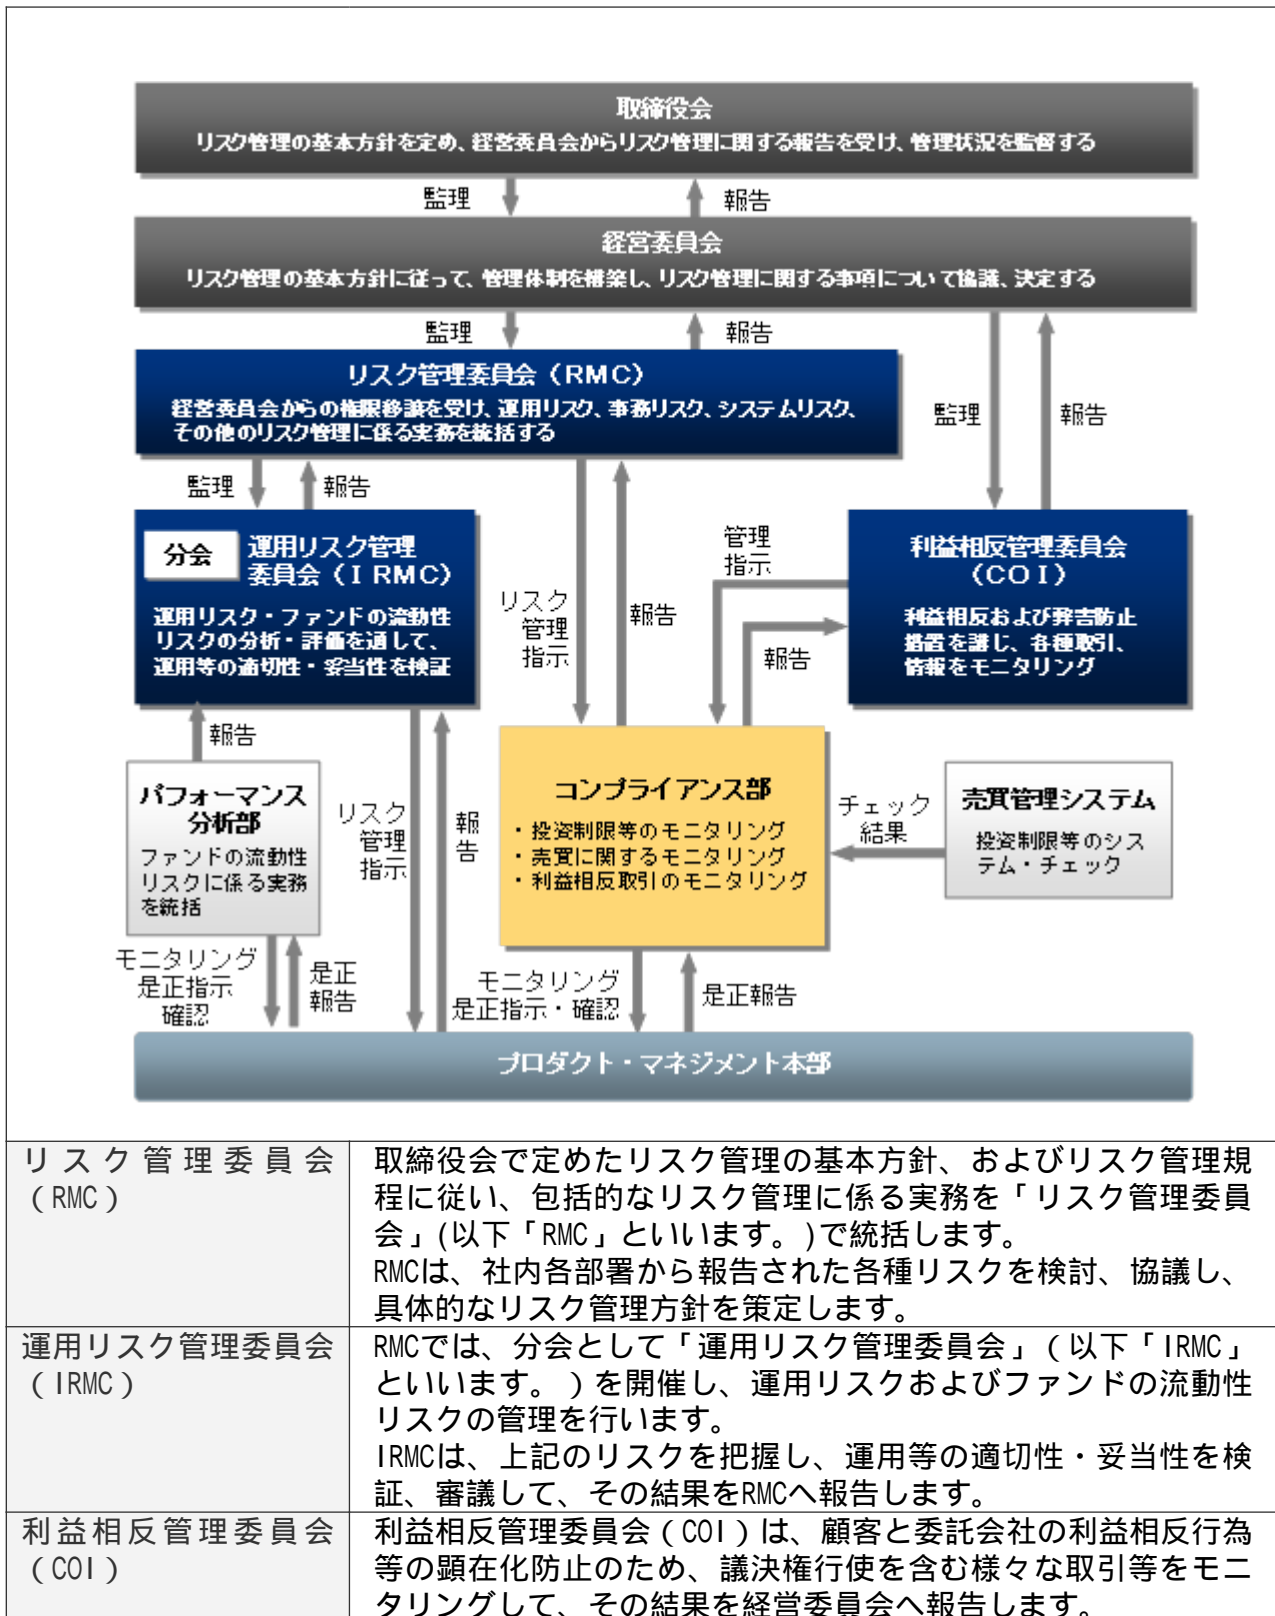 取締役会
リスク管理の基本方針を定め、経営委員会からリスク管理に関する報告を受け、管理状況を監督する
監理
報告
経営委員会
リスク管理の基本方針に従って、管理体制を構築し、リスク管理に関する事項について協議、決定する
監理
報告
リスク管理委員会（RMC）
経営委員会からの権限移譲を受け、運用リスク、事務リスク、システムリスク、
その他のリスク管理に係る実務を統括する
監理
報告
監理
報告
分会
運用リスク管理
委員会（IRMC）
運用リスク・ファンドの流動性
リスクの分析・評価を通して、
運用等の適切性・妥当性を検証
リスク
管理
指示
報告
管理
指示
報告
利益相反管理委員会
（COI）
利益相反および弊害防止
措置を講じ、各種取引、
情報をモニタリング
報告
パフォーマンス
分析部
ファンドの流動性
リスクに係る実務
を統括
リスク
管理
指示
報
告
コンプライアンス部
・投資制限等のモニタリング
・売買に関するモニタリング
・利益相反取引のモニタリング
チェック
結果
売買管理システム
投資制限等のシス
テム・チェック
モニタリング
是正指示
確認
是正
報告
モニタリング
是正指示・確認
是正報告
プロダクト・マネジメント本部
リスク管理委員会
（RMC）
取締役会で定めたリスク管理の基本方針、およびリスク管理規
程に従い、包括的なリスク管理に係る実務を「リスク管理委員
会」(以下「RMC」といいます。)で統括します。
RMCは、社内各部署から報告された各種リスクを検討、協議し、
具体的なリスク管理方針を策定します。
運用リスク管理委員会
（IRMC）
RMCでは、分会として「運用リスク管理委員会」（以下「IRMC」
といいます。）を開催し、運用リスクおよびファンドの流動性
リスクの管理を行います。
IRMCは、上記のリスクを把握し、運用等の適切性・妥当性を検
証、審議して、その結果をRMCへ報告します。
利益相反管理委員会
（COI）
利益相反管理委員会（COI）は、顧客と委託会社の利益相反行為
等の顕在化防止のため、議決権行使を含む様々な取引等をモニ
タリングして、その結果を経営委員会へ報告します。